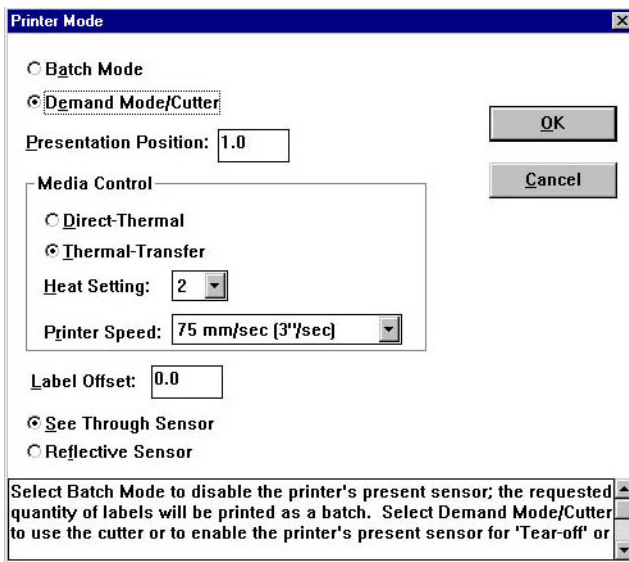 Printer Mode
Batch Mode
Demand Mode/Cutter
OK
Presentation Position: 1.0
Cancel
Media Control
Direct-Thermal
Thermal-Transfer
Heat Setting: 2
Printer Speed: 75 mm/sec (3"/sec)
Label Offset: 0.0
See Through Sensor
Reflective Sensor
Select Batch Mode to disable the printer's present sensor; the requested
quantity of labels will be printed as a batch. Select Demand Mode/Cutter
to use the cutter or to enable the printer's present sensor for 'Tear-off' or